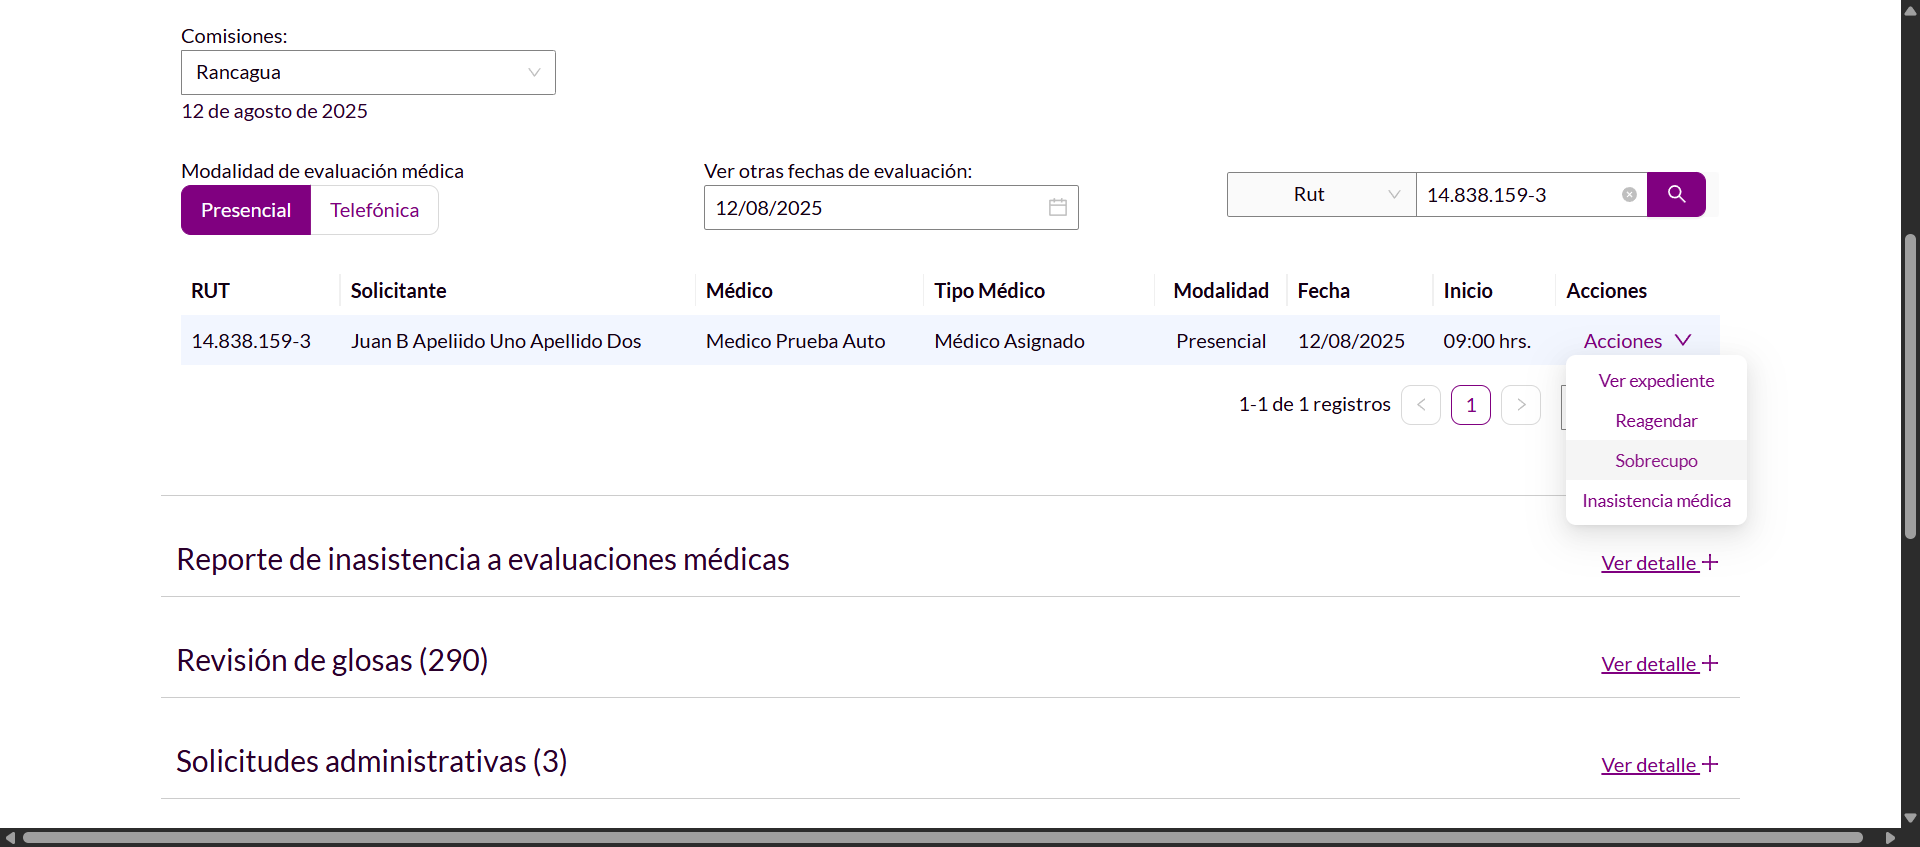 Comisiones:
Rancagua
12 de agosto de 2025
Modalidad de evaluación médica
Presencial Telefónica
Ver otras fechas de evaluación:
12/08/2025
Rut 14.838.159-3
RUT Solicitante Médico Tipo Médico Modalidad Fecha Inicio Acciones
14.838.159-3 Juan B Apeliido Uno Apellido Dos Medico Prueba Auto Médico Asignado Presencial 12/08/2025 09:00 hrs. Acciones
Ver expediente
Reagendar
Sobrecupo
Inasistencia médica
1-1 de 1 registros < 1 >
Reporte de inasistencia a evaluaciones médicas Ver detalle +
Revisión de glosas (290) Ver detalle +
Solicitudes administrativas (3) Ver detalle +